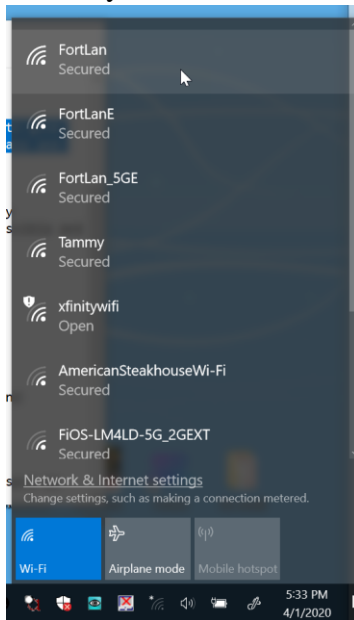 FortLan
Secured
FortLanE
Secured
FortLan_5GE
Secured
Tammy
Secured
xfinitywifi
Open
AmericanSteakhouseWi-Fi
Secured
FiOS-LM4LD-5G_2GEXT
Secured
Network & Internet settings
Change settings, such as making a connection metered.
Wi-Fi
Airplane mode
Mobile hotspot
5:33 PM
4/1/2020